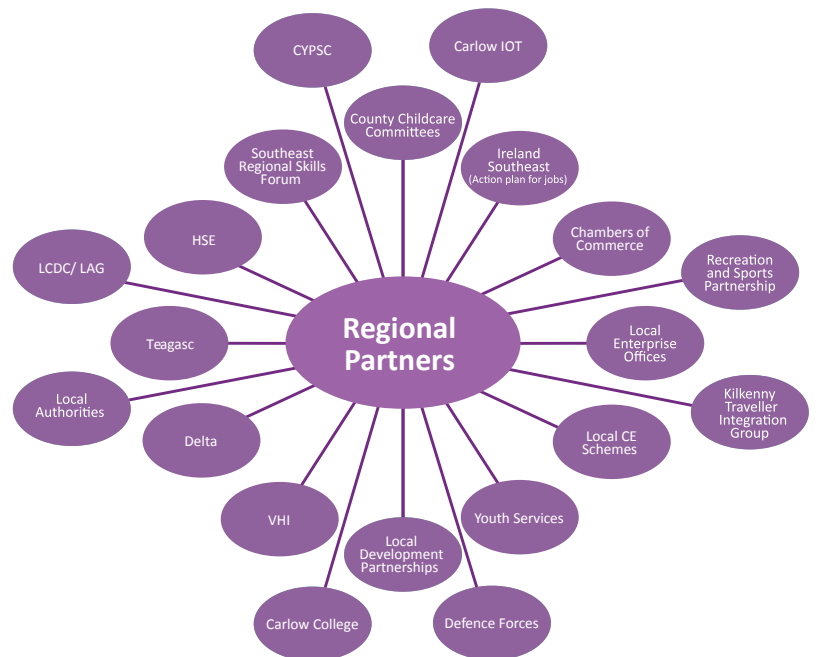 CYPSC
Carlow IOT
County Childcare
Committees
Southeast
Regional Skills
Forum
Ireland
Southeast
(Action plan for jobs)
HSE
Chambers of
Commerce
LCDC/ LAG
Recreation
and Sports
Partnership
Regional
Partners
Teagasc
Local
Enterprise
Offices
Local
Authorities
Kilkenny
Traveller
Integration
Group
Delta
Local CE
Schemes
VHI
Youth Services
Local
Development
Partnerships
Carlow College
Defence Forces